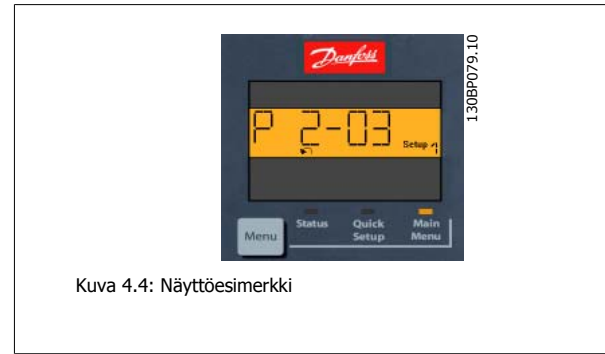 Danfoss
130BP079.10
P 2-03
Setup 1
Status
Quick Setup
Main Menu
Menu
Kuva 4.4: Näyttöesimerkki